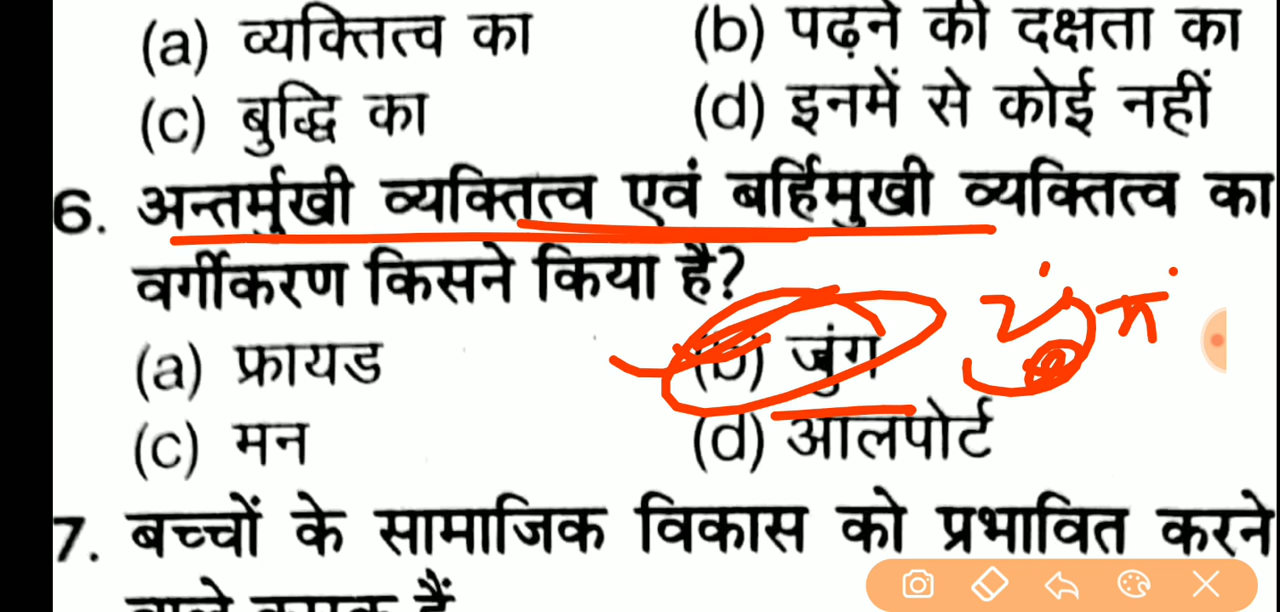 (a) व्यक्तित्व का (b) पढ़ने की दक्षता का
(c) बुद्धि का (d) इनमें से कोई नहीं
6. अन्तर्मुखी व्यक्तित्व एवं बर्हिमुखी व्यक्तित्व का
वर्गीकरण किसने किया है?
(a) फ्रायड (b) जुंग
(c) मन (d) आलपोर्ट
7. बच्चों के सामाजिक विकास को प्रभावित करने